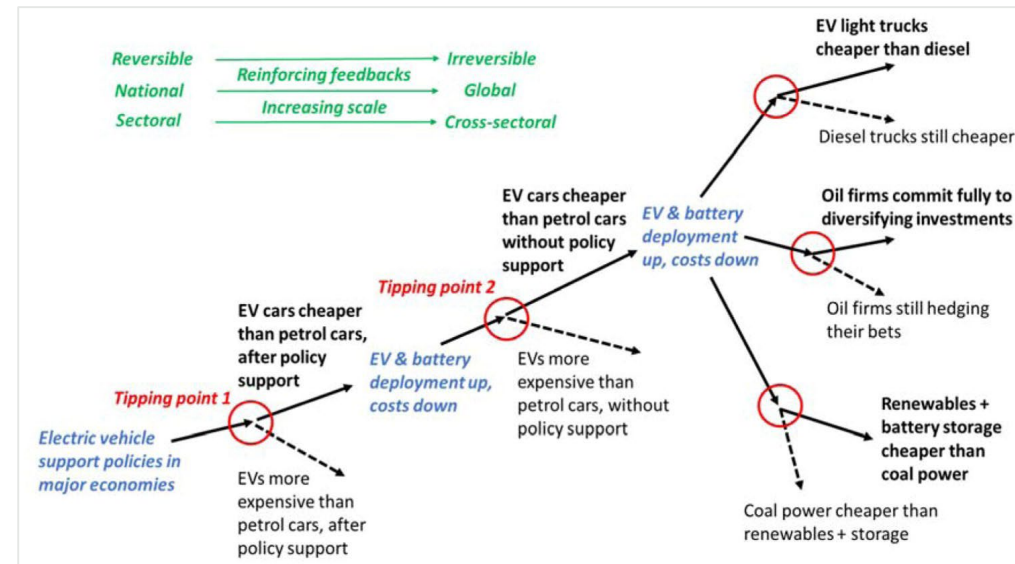 Reversible
Irreversible
Reinforcing feedbacks
National
Global
Increasing scale
Sectoral
Cross-sectoral
EV light trucks
cheaper than diesel
Diesel trucks still cheaper
EV cars cheaper
than petrol cars
without policy
support
EV & battery
deployment
up, costs down
Oil firms commit fully to
diversifying investments
Oil firms still hedging
their bets
Tipping point 2
EV cars cheaper
than petrol cars,
after policy
support
EV & battery
deployment up,
costs down
EVs more
expensive than
petrol cars, without
policy support
Tipping point 1
Electric vehicle
support policies in
major economies
EVs more
expensive than
petrol cars, after
policy support
Renewables +
battery storage
cheaper than
coal power
Coal power cheaper than
renewables + storage